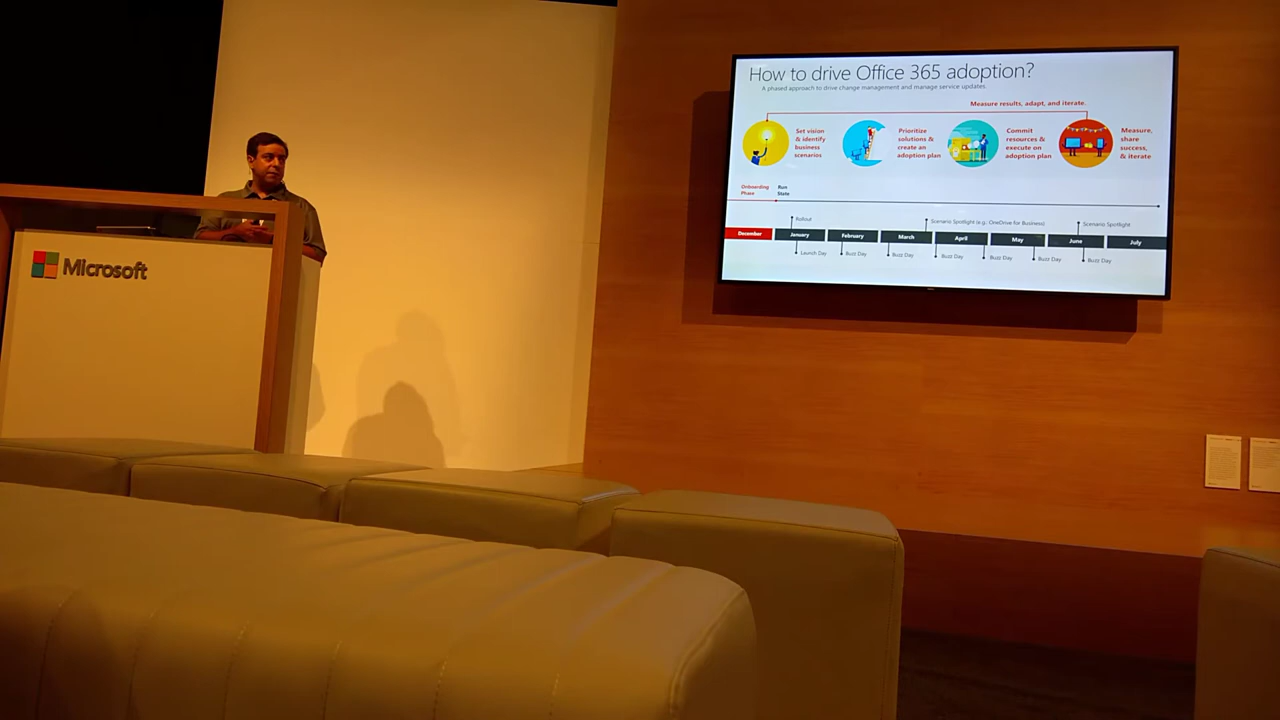 Microsoft
How to drive Office 365 adoption?
A phased approach to drive change management and manage service updates.
Measure results, adapt, and iterate.
Set vision
& identify
business
scenarios
Prioritize
solutions &
create an
adoption plan
Commit
resources &
execute on
adoption plan
Measure,
share
success,
& iterate
Onboarding
Phase
Run
State
Rollout
Scenario Spotlight (e.g., OneDrive for Business)
Scenario Spotlight
December
January
February
March
April
May
June
July
Launch Day
Buzz Day
Buzz Day
Buzz Day
Buzz Day
Buzz Day
Buzz Day